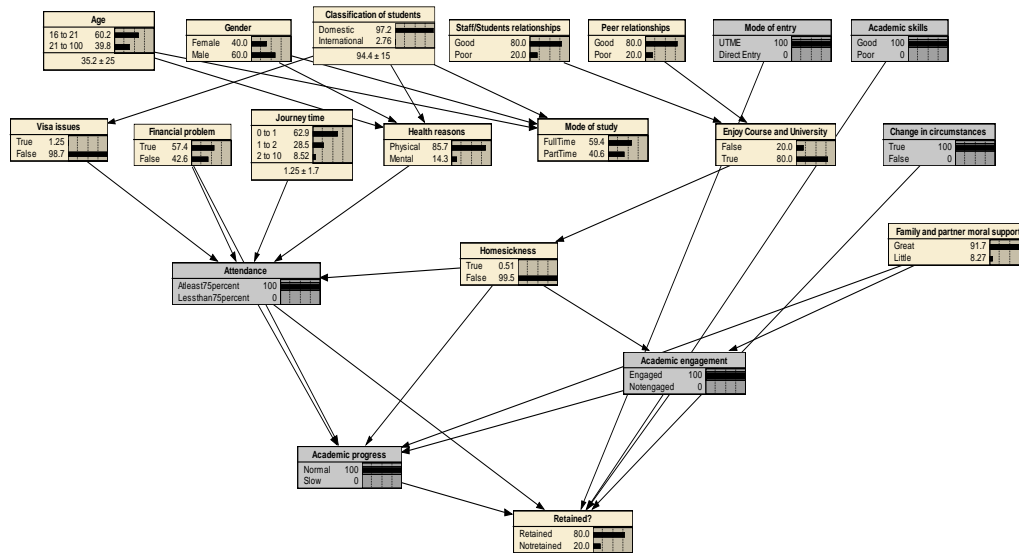 Age
16 to 21 60.2
21 to 100 39.8
35.2 ± 25
Gender
Female 40.0
Male 60.0
Classification of students
Domestic 97.2
International 2.76
94.4 ± 15
Staff/Students relationships
Good 80.0
Poor 20.0
Peer relationships
Good 80.0
Poor 20.0
Mode of entry
UTME 100
Direct Entry 0
Academic skills
Good 100
Poor 0
Visa issues
True 1.25
False 98.7
Financial problem
True 57.4
False 42.6
Journey time
0 to 1 62.9
1 to 2 28.5
2 to 10 8.52
1.25 ± 1.7
Health reasons
Physical 85.7
Mental 14.3
Mode of study
FullTime 59.4
PartTime 40.6
Enjoy Course and University
False 20.0
True 80.0
Change in circumstances
True 100
False 0
Family and partner moral support
Great 91.7
Little 8.27
Homesickness
True 0.51
False 99.5
Attendance
Atleast75percent 100
Lessthan75percent 0
Academic engagement
Engaged 100
Notengaged 0
Academic progress
Normal 100
Slow 0
Retained?
Retained 80.0
Notretained 20.0